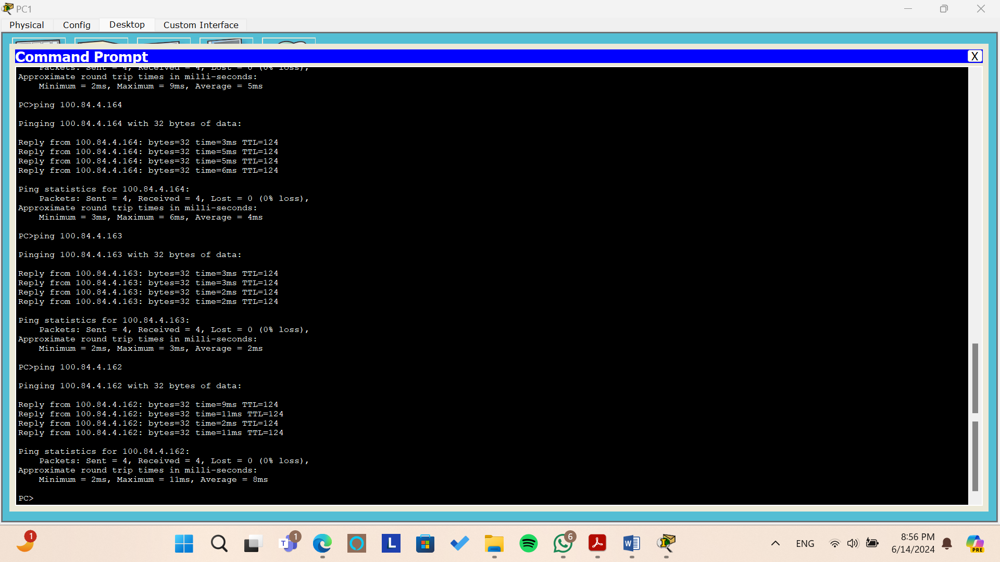 PC1
Physical Config Desktop Custom Interface
Command Prompt X
Packets: Sent = 4, Received = 4, Lost = 0 (0% loss),
Approximate round trip times in milli-seconds:
Minimum = 2ms, Maximum = 9ms, Average = 5ms
PC>ping 100.84.4.164
Pinging 100.84.4.164 with 32 bytes of data:
Reply from 100.84.4.164: bytes=32 time=3ms TTL=124
Reply from 100.84.4.164: bytes=32 time=5ms TTL=124
Reply from 100.84.4.164: bytes=32 time=5ms TTL=124
Reply from 100.84.4.164: bytes=32 time=6ms TTL=124
Ping statistics for 100.84.4.164:
Packets: Sent = 4, Received = 4, Lost = 0 (0% loss),
Approximate round trip times in milli-seconds:
Minimum = 3ms, Maximum = 6ms, Average = 4ms
PC>ping 100.84.4.163
Pinging 100.84.4.163 with 32 bytes of data:
Reply from 100.84.4.163: bytes=32 time=3ms TTL=124
Reply from 100.84.4.163: bytes=32 time=3ms TTL=124
Reply from 100.84.4.163: bytes=32 time=2ms TTL=124
Reply from 100.84.4.163: bytes=32 time=2ms TTL=124
Ping statistics for 100.84.4.163:
Packets: Sent = 4, Received = 4, Lost = 0 (0% loss),
Approximate round trip times in milli-seconds:
Minimum = 2ms, Maximum = 3ms, Average = 2ms
PC>ping 100.84.4.162
Pinging 100.84.4.162 with 32 bytes of data:
Reply from 100.84.4.162: bytes=32 time=9ms TTL=124
Reply from 100.84.4.162: bytes=32 time=11ms TTL=124
Reply from 100.84.4.162: bytes=32 time=2ms TTL=124
Reply from 100.84.4.162: bytes=32 time=11ms TTL=124
Ping statistics for 100.84.4.162:
Packets: Sent = 4, Received = 4, Lost = 0 (0% loss),
Approximate round trip times in milli-seconds:
Minimum = 2ms, Maximum = 11ms, Average = 8ms
PC>
1 T 1 L 6 W ENG 8:56 PM PRE
6/14/2024